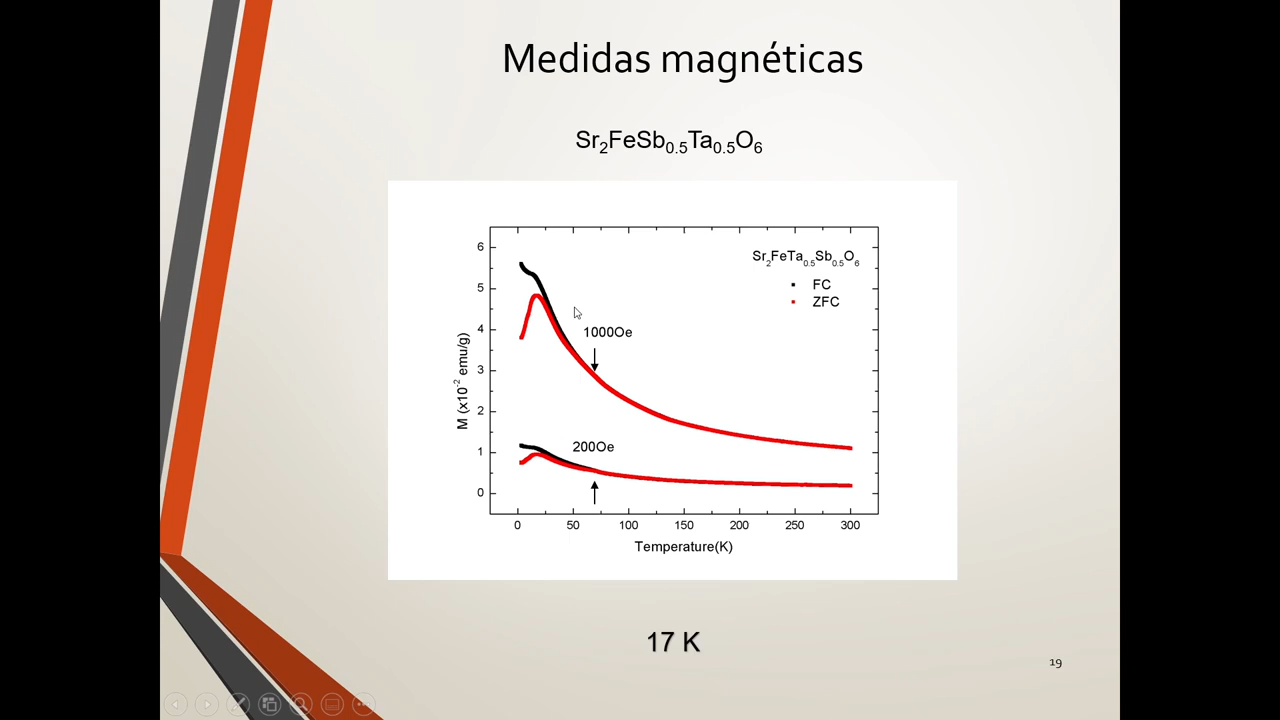 Medidas magnéticas
Sr₂FeSb₀.₅Ta₀.₅O₆
Sr₂FeTa₀.₅Sb₀.₅O₆
FC
ZFC
1000Oe
200Oe
M (x10⁻² emu/g)
6
5
4
3
2
1
0
0 50 100 150 200 250 300
Temperature(K)
17 K
19